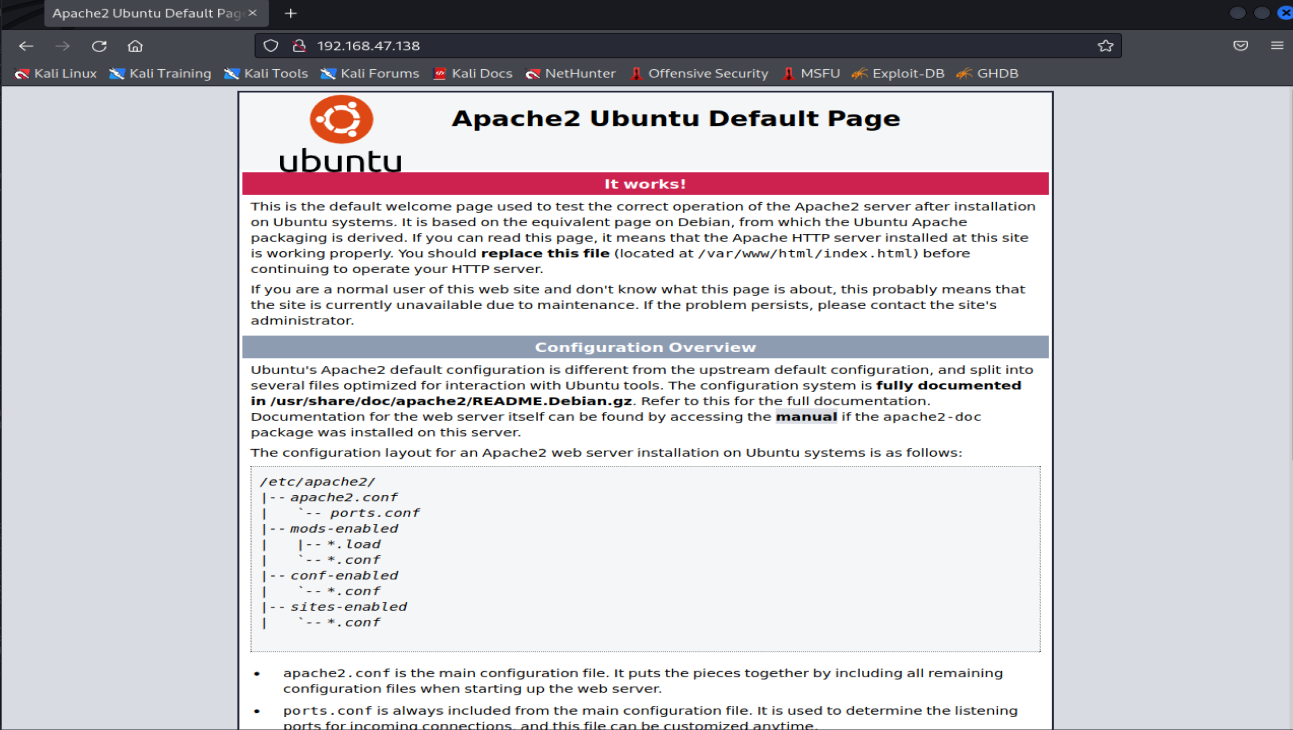 Apache2 Ubuntu Default Pag
192.168.47.138
Kali Linux Kali Training Kali Tools Kali Forums Kali Docs NetHunter Offensive Security MSFU Exploit-DB GHDB
ubuntu
Apache2 Ubuntu Default Page
It works!
This is the default welcome page used to test the correct operation of the Apache2 server after installation
on Ubuntu systems. It is based on the equivalent page on Debian, from which the Ubuntu Apache
packaging is derived. If you can read this page, it means that the Apache HTTP server installed at this site
is working properly. You should replace this file (located at /var/www/html/index.html) before
continuing to operate your HTTP server.
If you are a normal user of this web site and don't know what this page is about, this probably means that
the site is currently unavailable due to maintenance. If the problem persists, please contact the site's
administrator.
Configuration Overview
Ubuntu's Apache2 default configuration is different from the upstream default configuration, and split into
several files optimized for interaction with Ubuntu tools. The configuration system is fully documented
in /usr/share/doc/apache2/README.Debian.gz. Refer to this for the full documentation.
Documentation for the web server itself can be found by accessing the manual if the apache2-doc
package was installed on this server.
The configuration layout for an Apache2 web server installation on Ubuntu systems is as follows:
/etc/apache2/
|-- apache2.conf
|    `-- ports.conf
|-- mods-enabled
|    |-- *.load
|    `-- *.conf
|-- conf-enabled
|    `-- *.conf
|-- sites-enabled
|    `-- *.conf
• apache2.conf is the main configuration file. It puts the pieces together by including all remaining
configuration files when starting up the web server.
• ports.conf is always included from the main configuration file. It is used to determine the listening
ports for incoming connections, and this file can be customized anytime.